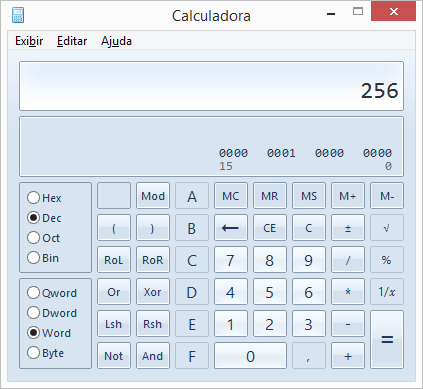 Calculadora
Exibir Editar Ajuda
256
0000 0001 0000 0000
15 0
Hex Mod A MC MR MS M+ M-
Dec ( ) B ← CE C ± √
Oct RoL RoR C 7 8 9 / %
Bin
Qword Or Xor D 4 5 6 * 1/x
Dword
Word Lsh Rsh E 1 2 3 - =
Byte Not And F 0 , +